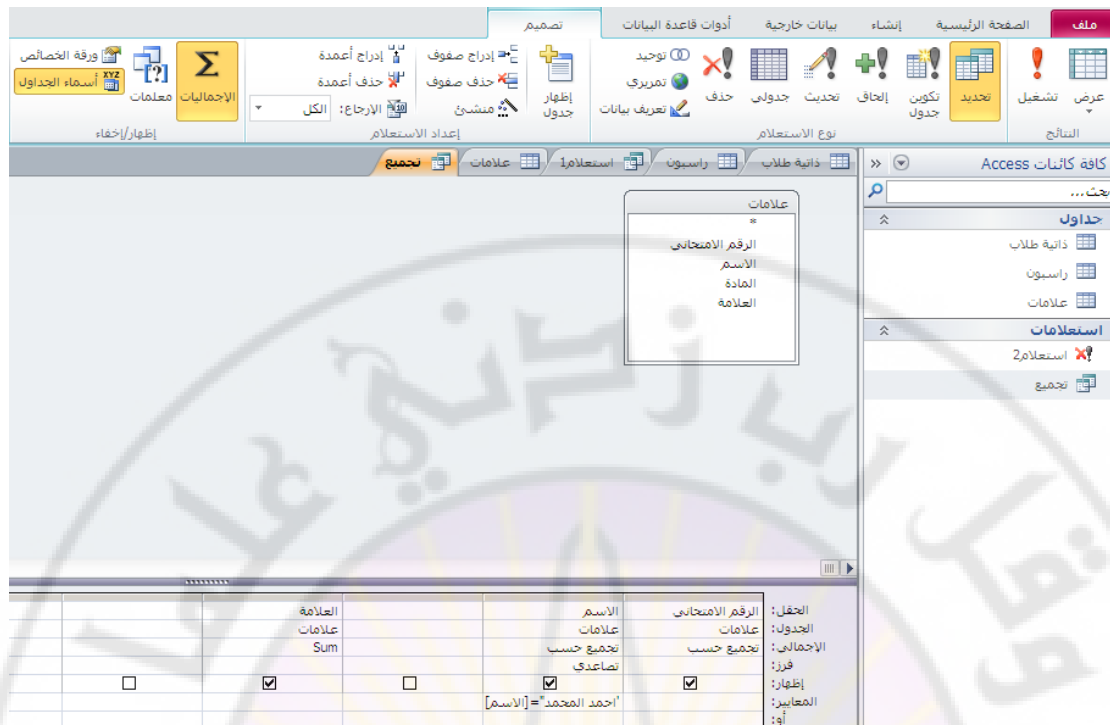 ملف الصفحة الرئيسية إنشاء بيانات خارجية أدوات قاعدة البيانات تصميم
عرض تشغيل
النتائج
تحديد تكوين جدول إلحاق تحديث جدولي حذف
توحيد
تمريري
تعريف بيانات
نوع الاستعلام
إظهار جدول
إدراج صفوف
حذف صفوف
منشئ
إدراج أعمدة
حذف أعمدة
الإرجاع: الكل
إعداد الاستعلام
الإجماليات معلمات
ورقة الخصائص
أسماء الجداول
إظهار/إخفاء
كافة كائنات Access
بحث...
جداول
ذاتية طلاب
راسبون
علامات
استعلامات
استعلام2
تجميع
ذاتية طلاب راسبون استعلام1 علامات تجميع
علامات
*
الرقم الامتحاني
الاسم
المادة
العلامة
الحقل: الرقم الامتحاني الاسم العلامة
الجدول: علامات علامات علامات
الإجمالي: تجميع حسب تجميع حسب Sum
فرز: تصاعدي
إظهار:
المعايير: [الاسم]="احمد المحمد'
أو:
وقل رب زدني علما